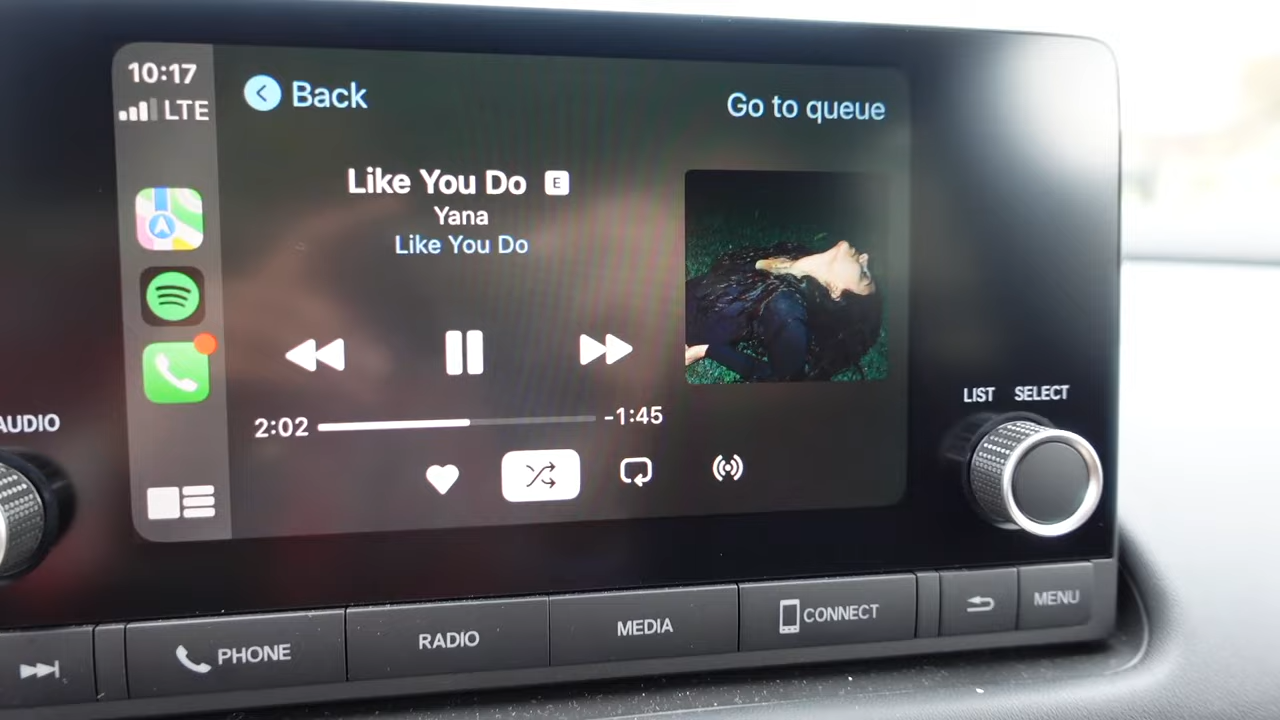 10:17
LTE
Back
Go to queue
Like You Do E
Yana
Like You Do
2:02
-1:45
AUDIO
LIST SELECT
PHONE
RADIO
MEDIA
CONNECT
MENU